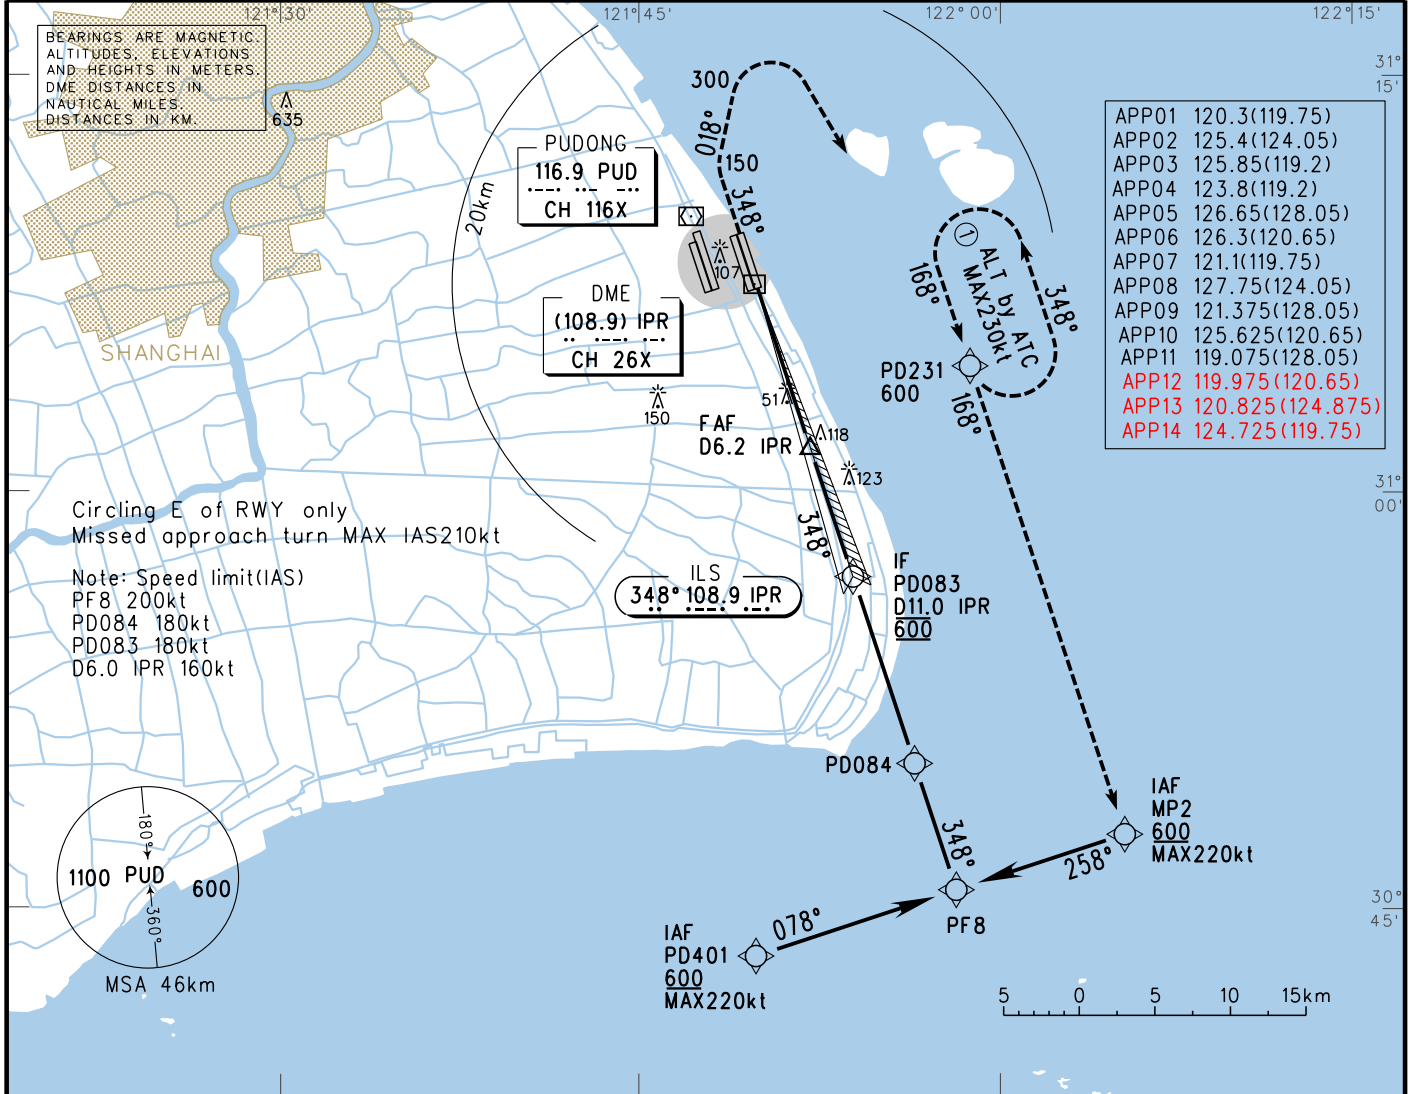 121°30'
121°45'
122°00'
122°15'
BEARINGS ARE MAGNETIC.
ALTITUDES, ELEVATIONS
AND HEIGHTS IN METERS.
DME DISTANCES IN
NAUTICAL MILES.
DISTANCES IN KM.
635
31°
15'
300
018°
150
348°
PUDONG
116.9 PUD
CH 116X
20km
APP01 120.3(119.75)
APP02 125.4(124.05)
APP03 125.85(119.2)
APP04 123.8(119.2)
APP05 126.65(128.05)
APP06 126.3(120.65)
APP07 121.1(119.75)
APP08 127.75(124.05)
APP09 121.375(128.05)
APP10 125.625(120.65)
APP11 119.075(128.05)
APP12 119.975(120.65)
APP13 120.825(124.875)
APP14 124.725(119.75)
107
1
ALT by ATC
MAX230kt
168°
348°
DME
(108.9) IPR
CH 26X
SHANGHAI
PD231
600
168°
150
51
118
FAF
D6.2 IPR
123
31°
00'
Circling E of RWY only
Missed approach turn MAX IAS210kt
348°
Note: Speed limit(IAS)
PF8 200kt
PD084 180kt
PD083 180kt
D6.0 IPR 160kt
ILS
348° 108.9 IPR
IF
PD083
D11.0 IPR
600
PD084
IAF
MP2
600
MAX220kt
348°
258°
180°
1100 PUD 600
360°
MSA 46km
PF8
30°
45'
078°
IAF
PD401
600
MAX220kt
5 0 5 10 15km